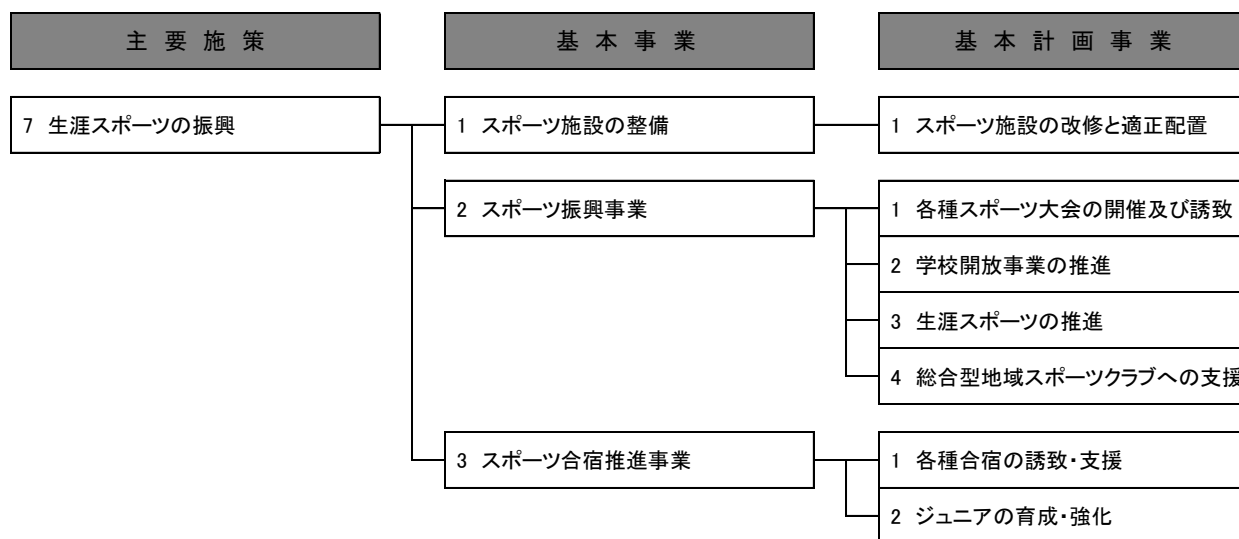 主要施策
基本事業
基本計画事業
7 生涯スポーツの振興
1 スポーツ施設の整備
1 スポーツ施設の改修と適正配置
2 スポーツ振興事業
1 各種スポーツ大会の開催及び誘致
2 学校開放事業の推進
3 生涯スポーツの推進
4 総合型地域スポーツクラブへの支援
3 スポーツ合宿推進事業
1 各種合宿の誘致・支援
2 ジュニアの育成・強化